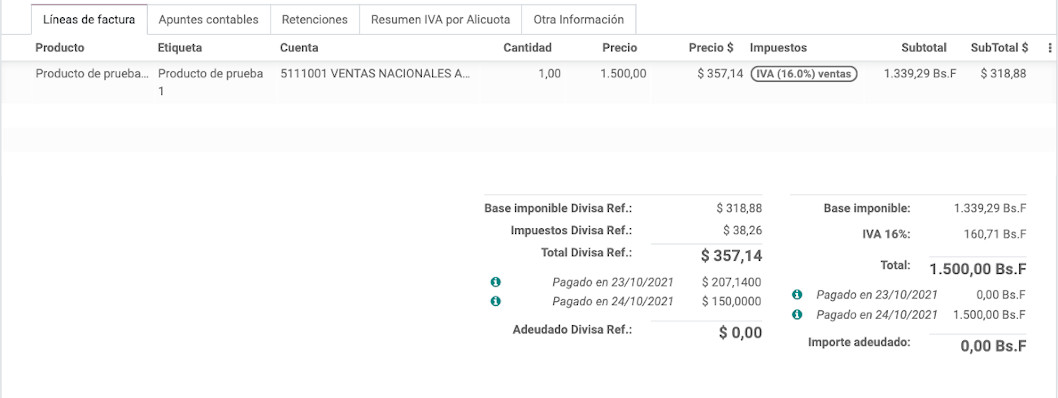 Líneas de factura Apuntes contables Retenciones Resumen IVA por Alicuota Otra Información
Producto Etiqueta Cuenta Cantidad Precio Precio $ Impuestos Subtotal SubTotal $
Producto de prueba... Producto de prueba 1 5111001 VENTAS NACIONALES A... 1,00 1.500,00 $ 357,14 IVA (16.0%) ventas 1.339,29 Bs.F $ 318,88
Base imponible Divisa Ref.: $ 318,88
Impuestos Divisa Ref.: $ 38,26
Total Divisa Ref.: $ 357,14
Pagado en 23/10/2021 $ 207,1400
Pagado en 24/10/2021 $ 150,0000
Adeudado Divisa Ref.: $ 0,00
Base imponible: 1.339,29 Bs.F
IVA 16%: 160,71 Bs.F
Total: 1.500,00 Bs.F
Pagado en 23/10/2021 0,00 Bs.F
Pagado en 24/10/2021 1.500,00 Bs.F
Importe adeudado: 0,00 Bs.F